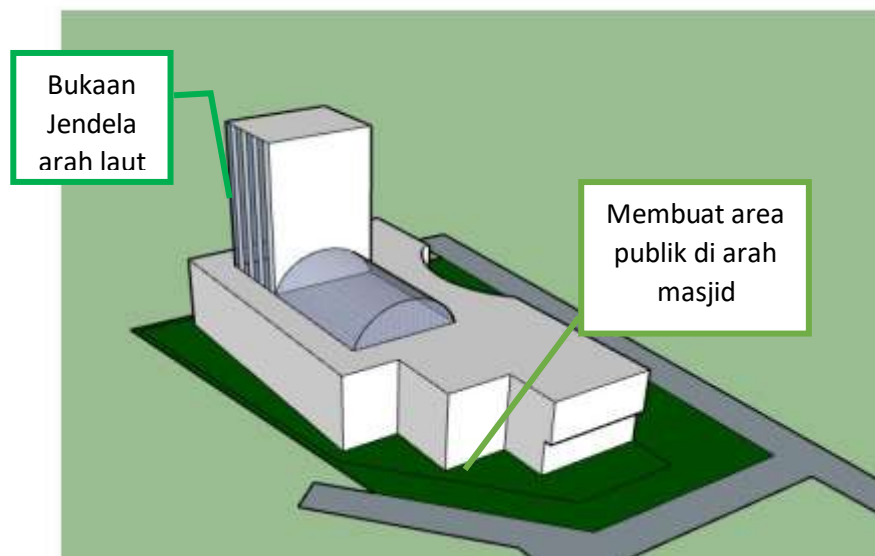 Bukaan
Jendela
arah laut
Membuat area
publik di arah
masjid